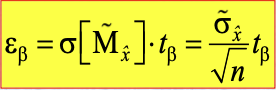 ε_β = σ[M̃_x̂]·t_β = σ̃_x̂/√n t_β